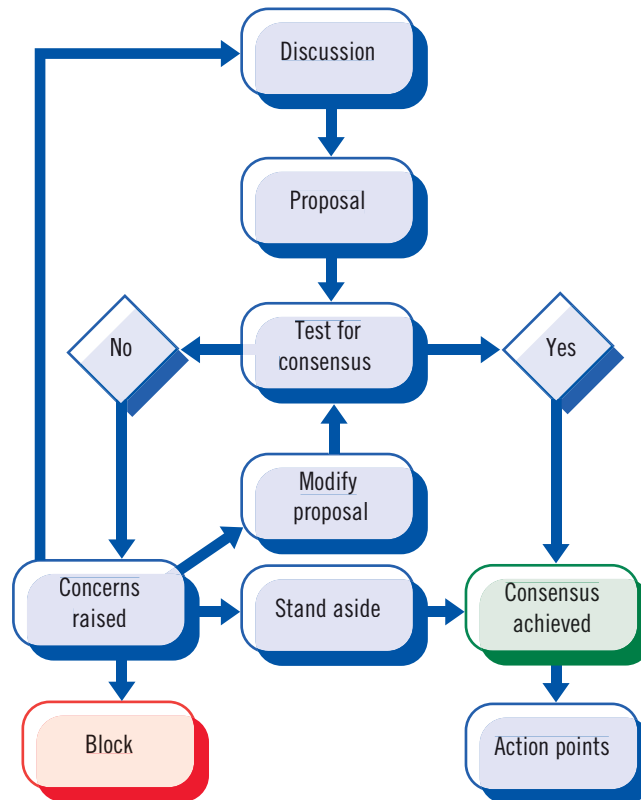 Discussion
Proposal
Test for
consensus
No
Yes
Modify
proposal
Concerns
raised
Stand aside
Consensus
achieved
Block
Action points